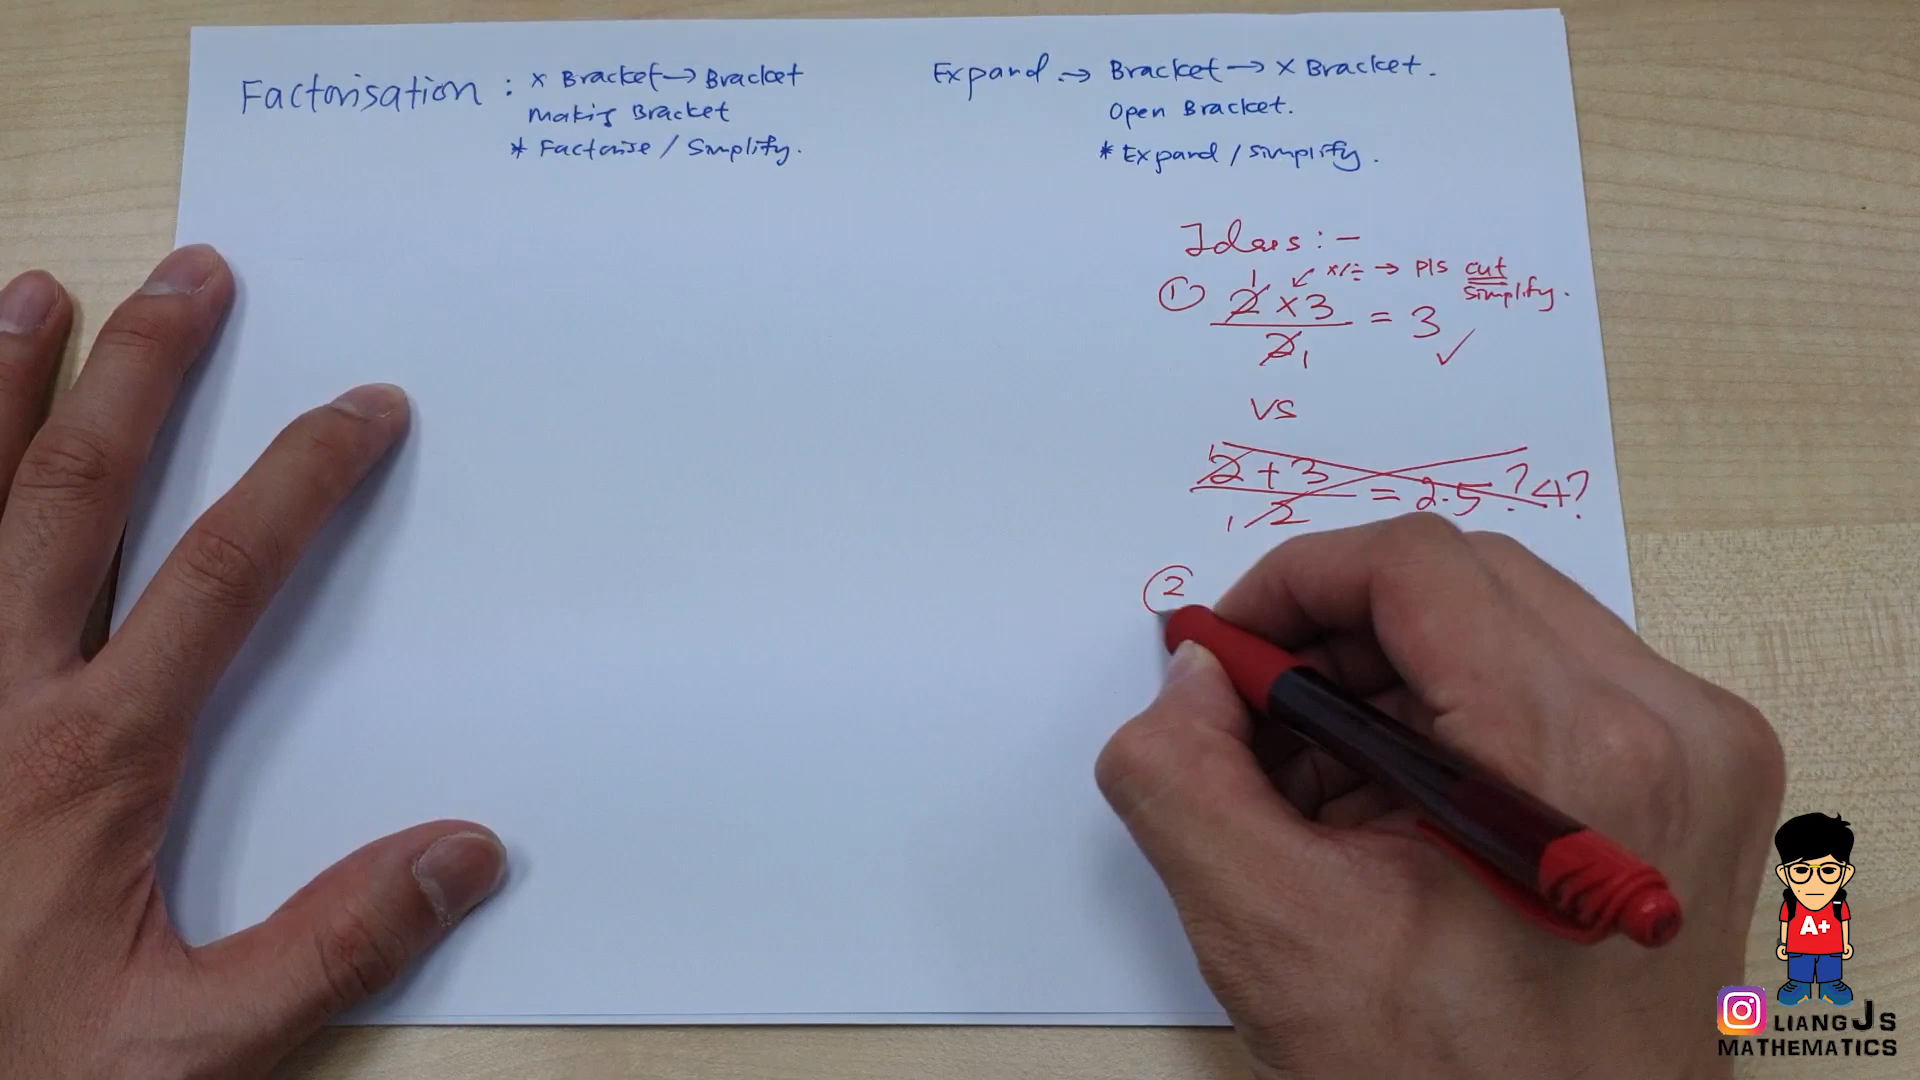 Factorisation : x Bracket → Bracket
Making Bracket
* Factorise / Simplify.
Expand → Bracket → x Bracket.
Open Bracket.
* Expand / simplify.
Ideas : -
① 2 x 3 / 2 = 3 ✓
1 1
x/÷ → pls cut
simplify.
vs
2 + 3 / 2 = 2.5 ? 4?
1 1
②
A+
LIANG JS
MATHEMATICS